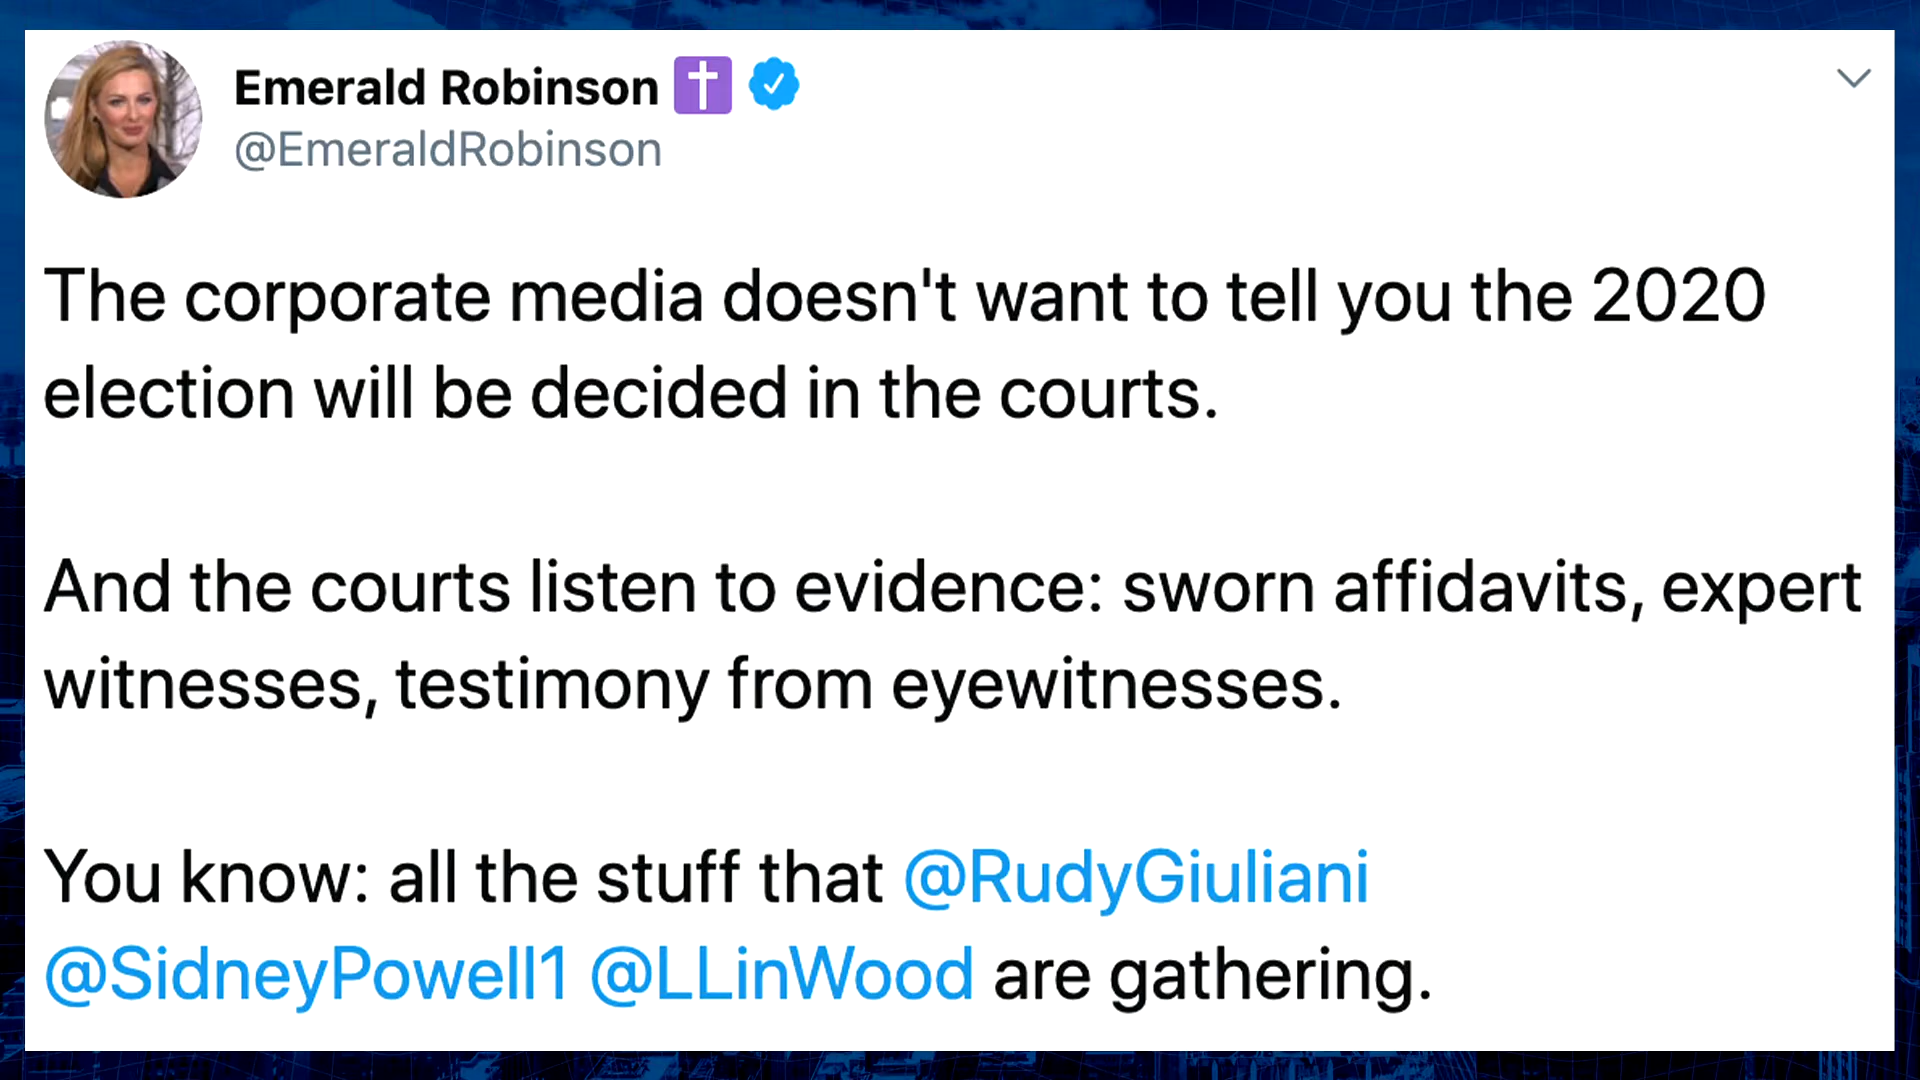 Emerald Robinson ✝️
@EmeraldRobinson
The corporate media doesn't want to tell you the 2020
election will be decided in the courts.
And the courts listen to evidence: sworn affidavits, expert
witnesses, testimony from eyewitnesses.
You know: all the stuff that @RudyGiuliani
@SidneyPowell1 @LLinWood are gathering.